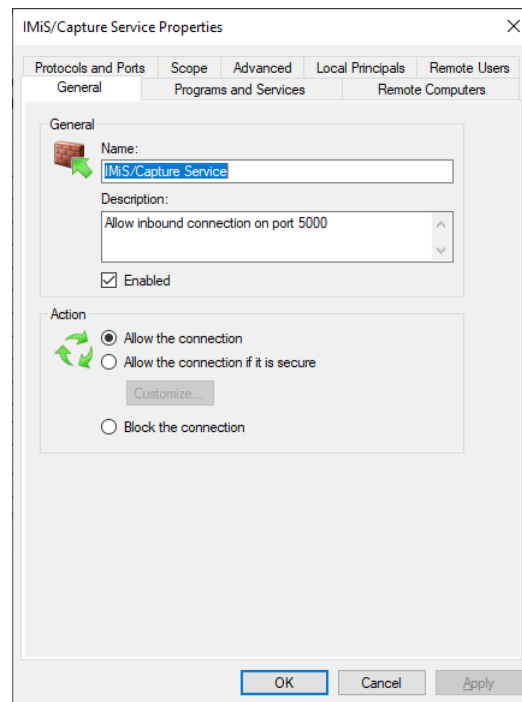 IMiS/Capture Service Properties
Protocols and Ports Scope Advanced Local Principals Remote Users
General Programs and Services Remote Computers
General
Name:
IMiS/Capture Service
Description:
Allow inbound connection on port 5000
Enabled
Action
Allow the connection
Allow the connection if it is secure
Customize...
Block the connection
OK Cancel Apply